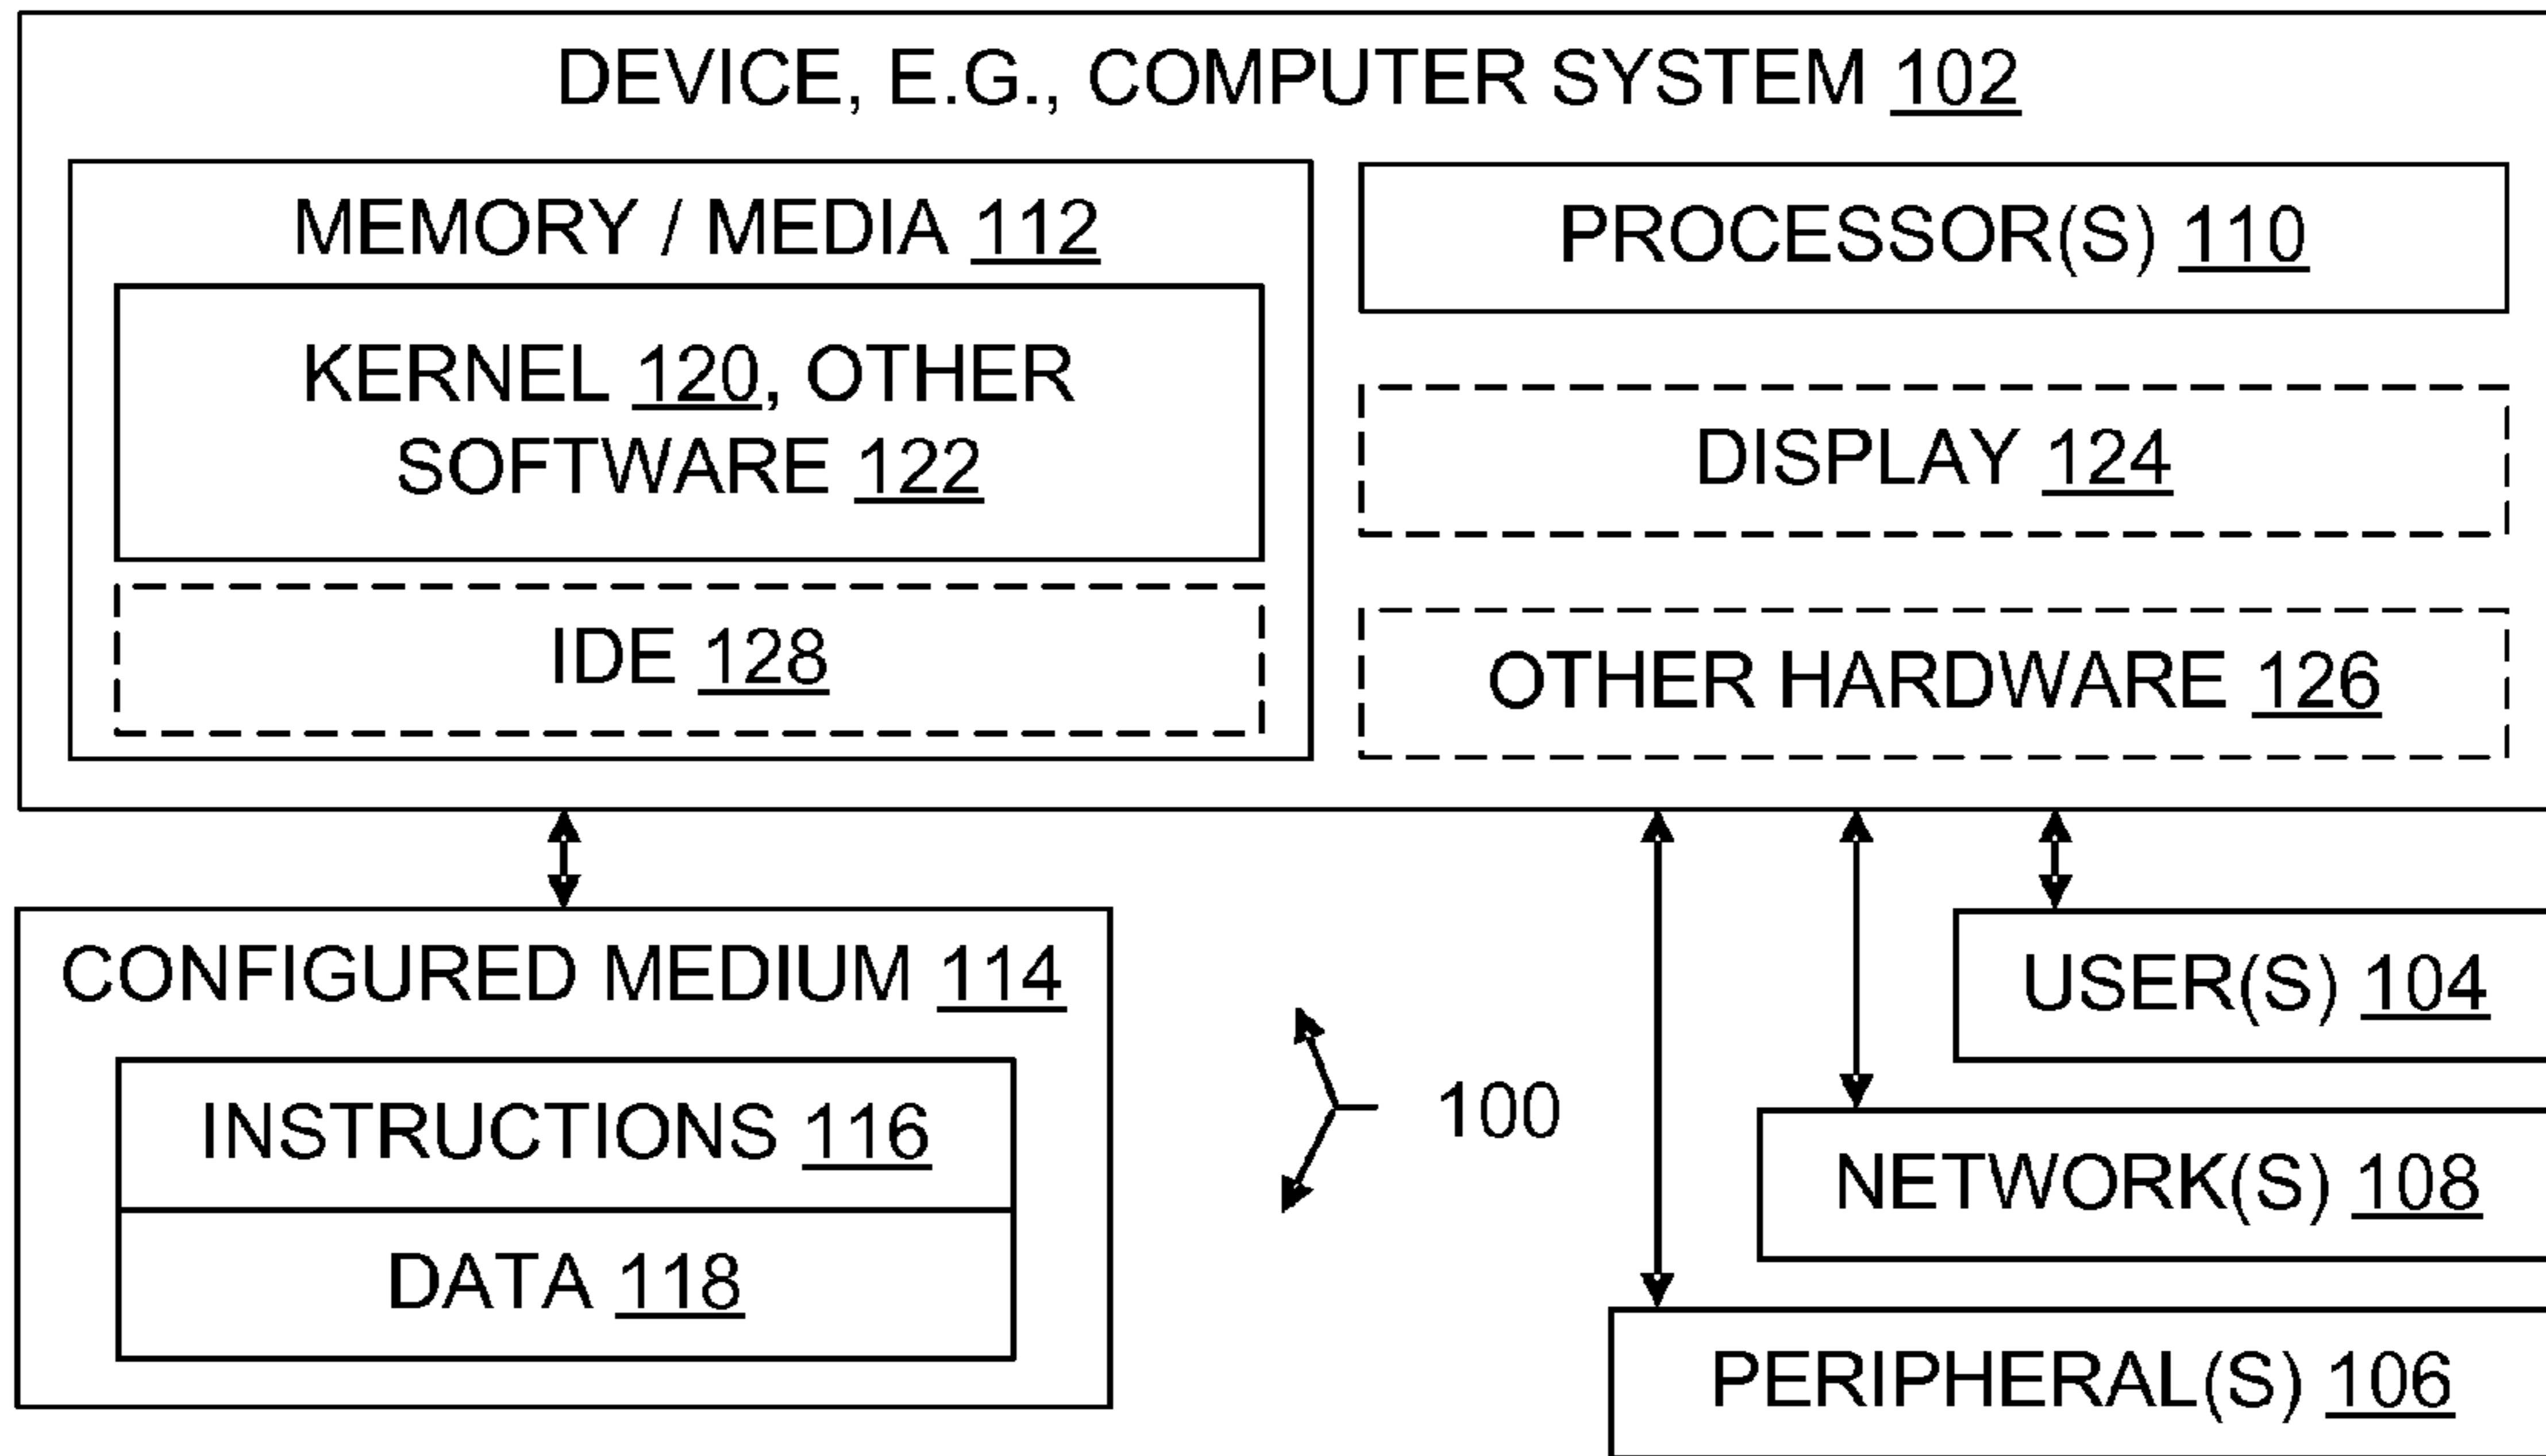 DEVICE, E.G., COMPUTER SYSTEM 102
MEMORY / MEDIA 112
KERNEL 120, OTHER
SOFTWARE 122
IDE 128
PROCESSOR(S) 110
DISPLAY 124
OTHER HARDWARE 126
CONFIGURED MEDIUM 114
INSTRUCTIONS 116
DATA 118
100
USER(S) 104
NETWORK(S) 108
PERIPHERAL(S) 106